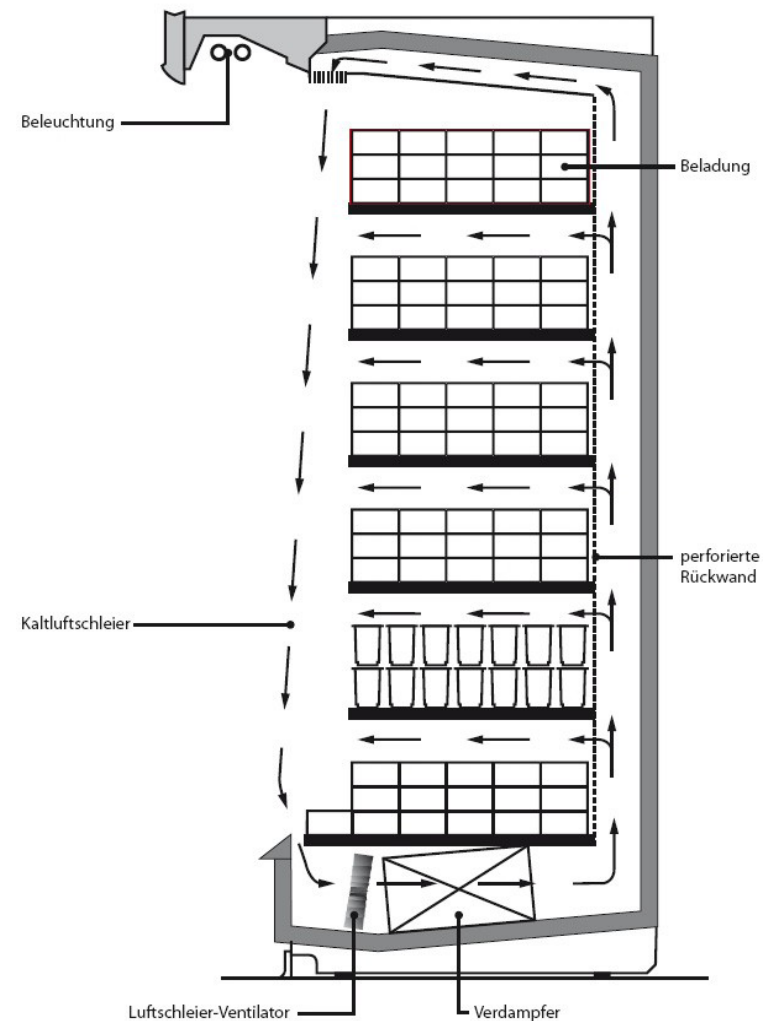 Beleuchtung
Beladung
perforierte
Rückwand
Kaltluftschleier
Luftschleier-Ventilator
Verdampfer